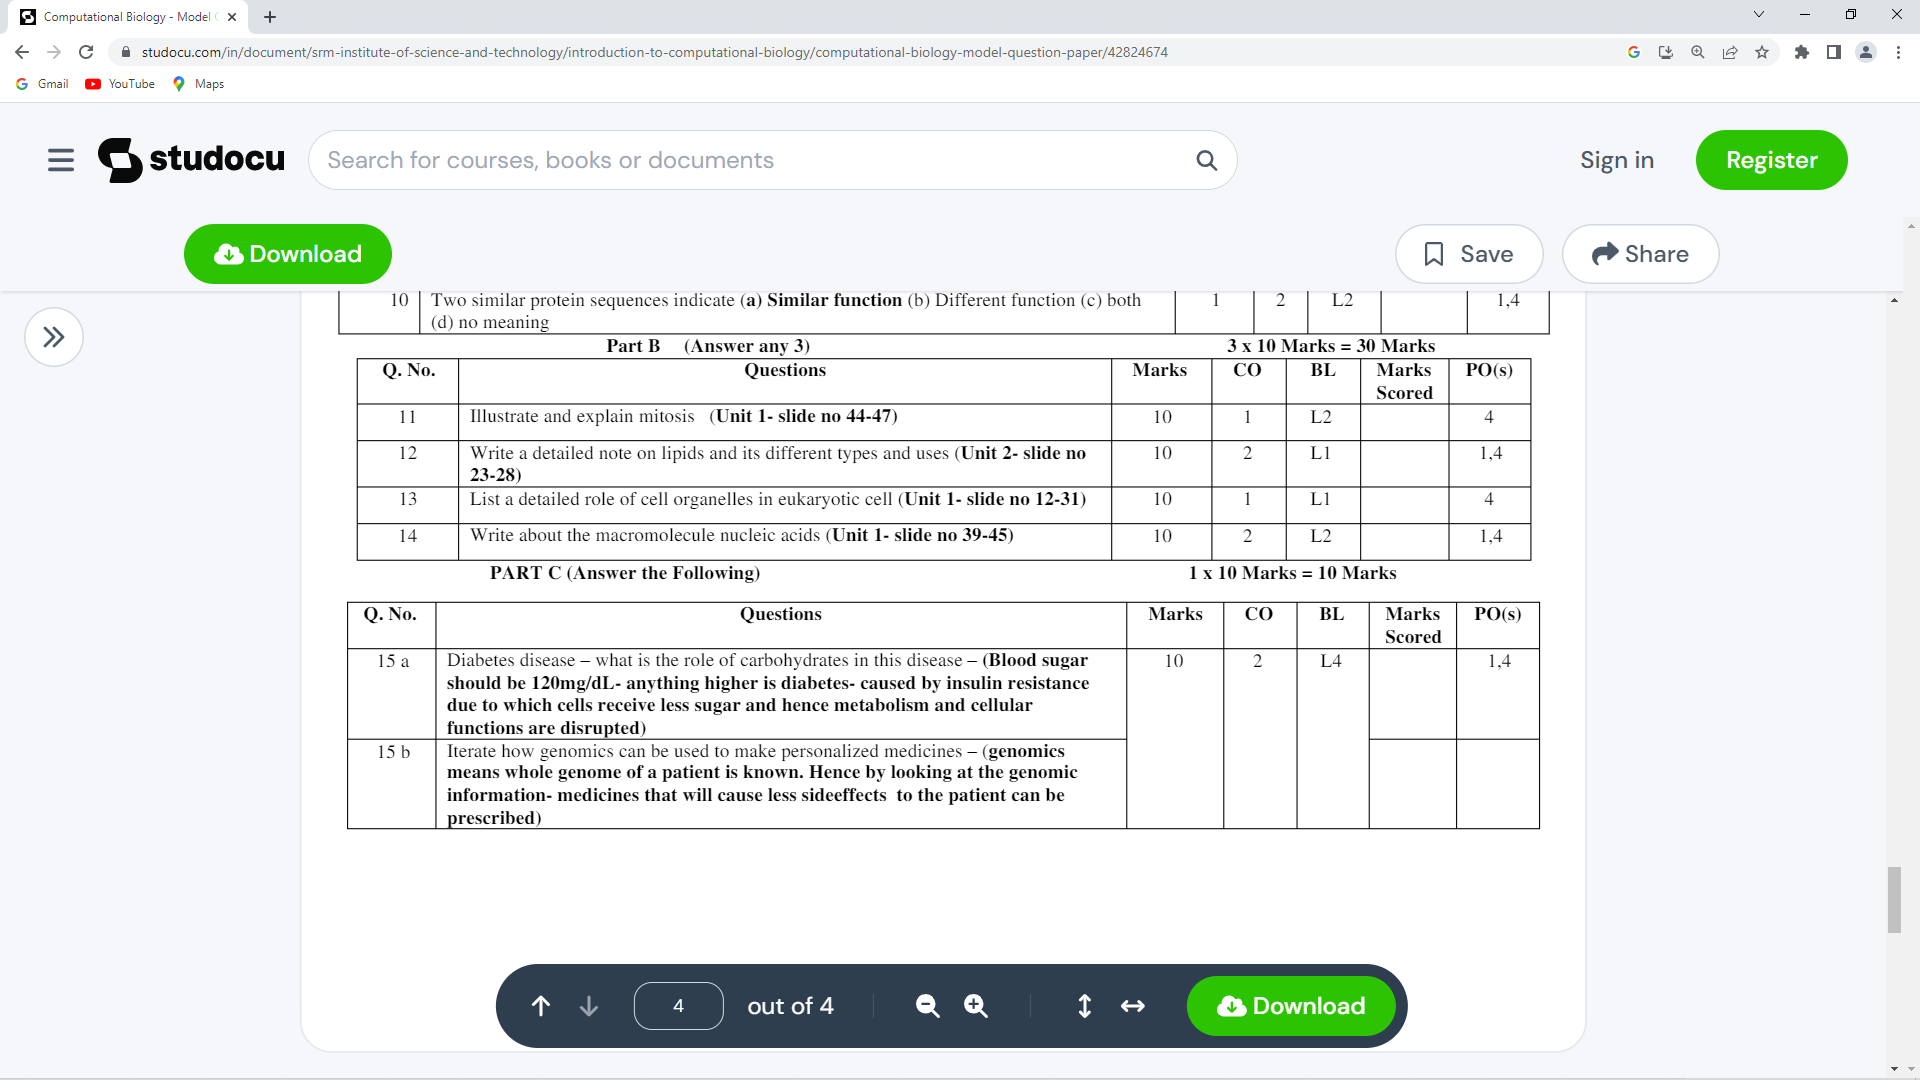 Computational Biology - Model
studocu.com/in/document/srm-institute-of-science-and-technology/introduction-to-computational-biology/computational-biology-model-question-paper/42824674
Gmail YouTube Maps
studocu Search for courses, books or documents Sign in Register
Download Save Share
10 Two similar protein sequences indicate (a) Similar function (b) Different function (c) both 1 2 L2 1,4
(d) no meaning
Part B (Answer any 3) 3 x 10 Marks = 30 Marks
Q. No. Questions Marks CO BL Marks PO(s)
Scored
11 Illustrate and explain mitosis (Unit 1- slide no 44-47) 10 1 L2 4
12 Write a detailed note on lipids and its different types and uses (Unit 2- slide no 10 2 L1 1,4
23-28)
13 List a detailed role of cell organelles in eukaryotic cell (Unit 1- slide no 12-31) 10 1 L1 4
14 Write about the macromolecule nucleic acids (Unit 1- slide no 39-45) 10 2 L2 1,4
PART C (Answer the Following) 1 x 10 Marks = 10 Marks
Q. No. Questions Marks CO BL Marks PO(s)
Scored
15 a Diabetes disease – what is the role of carbohydrates in this disease – (Blood sugar 10 2 L4 1,4
should be 120mg/dL- anything higher is diabetes- caused by insulin resistance
due to which cells receive less sugar and hence metabolism and cellular
functions are disrupted)
15 b Iterate how genomics can be used to make personalized medicines – (genomics
means whole genome of a patient is known. Hence by looking at the genomic
information- medicines that will cause less sideeffects to the patient can be
prescribed)
4 out of 4 Download